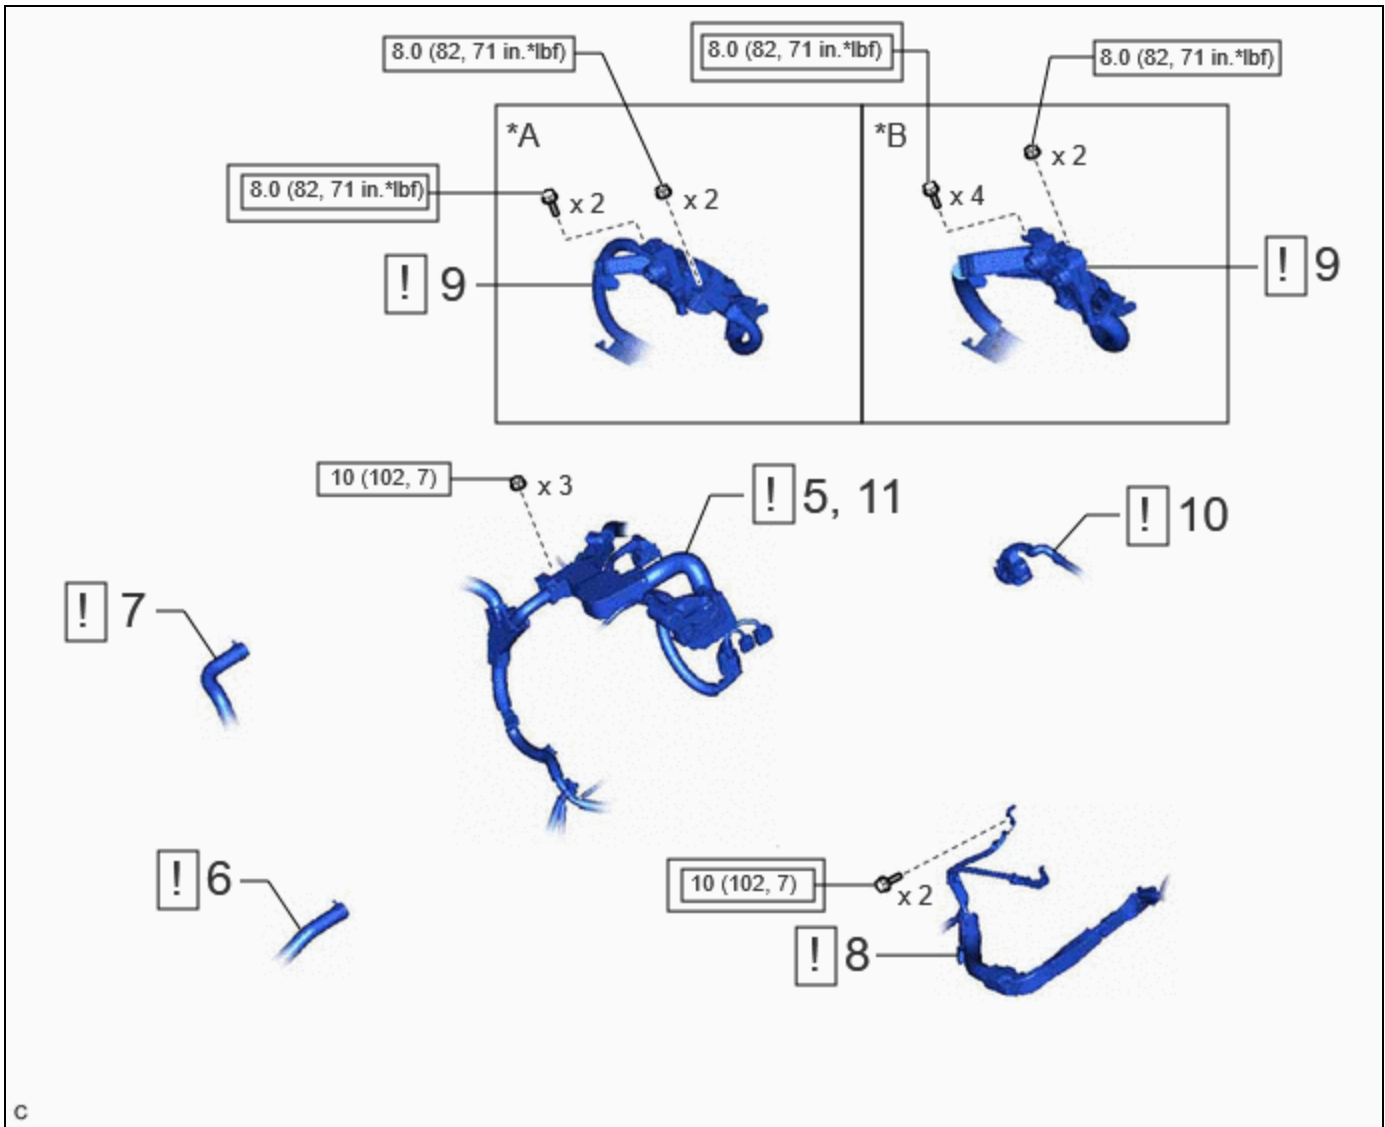 8.0 (82, 71 in.*lbf)
8.0 (82, 71 in.*lbf)
8.0 (82, 71 in.*lbf)
*A
*B
x 2
8.0 (82, 71 in.*lbf)
x 2
x 2
x 4
! 9
! 9
10 (102, 7)
x 3
! 5, 11
! 10
! 7
! 6
10 (102, 7)
x 2
! 8
C